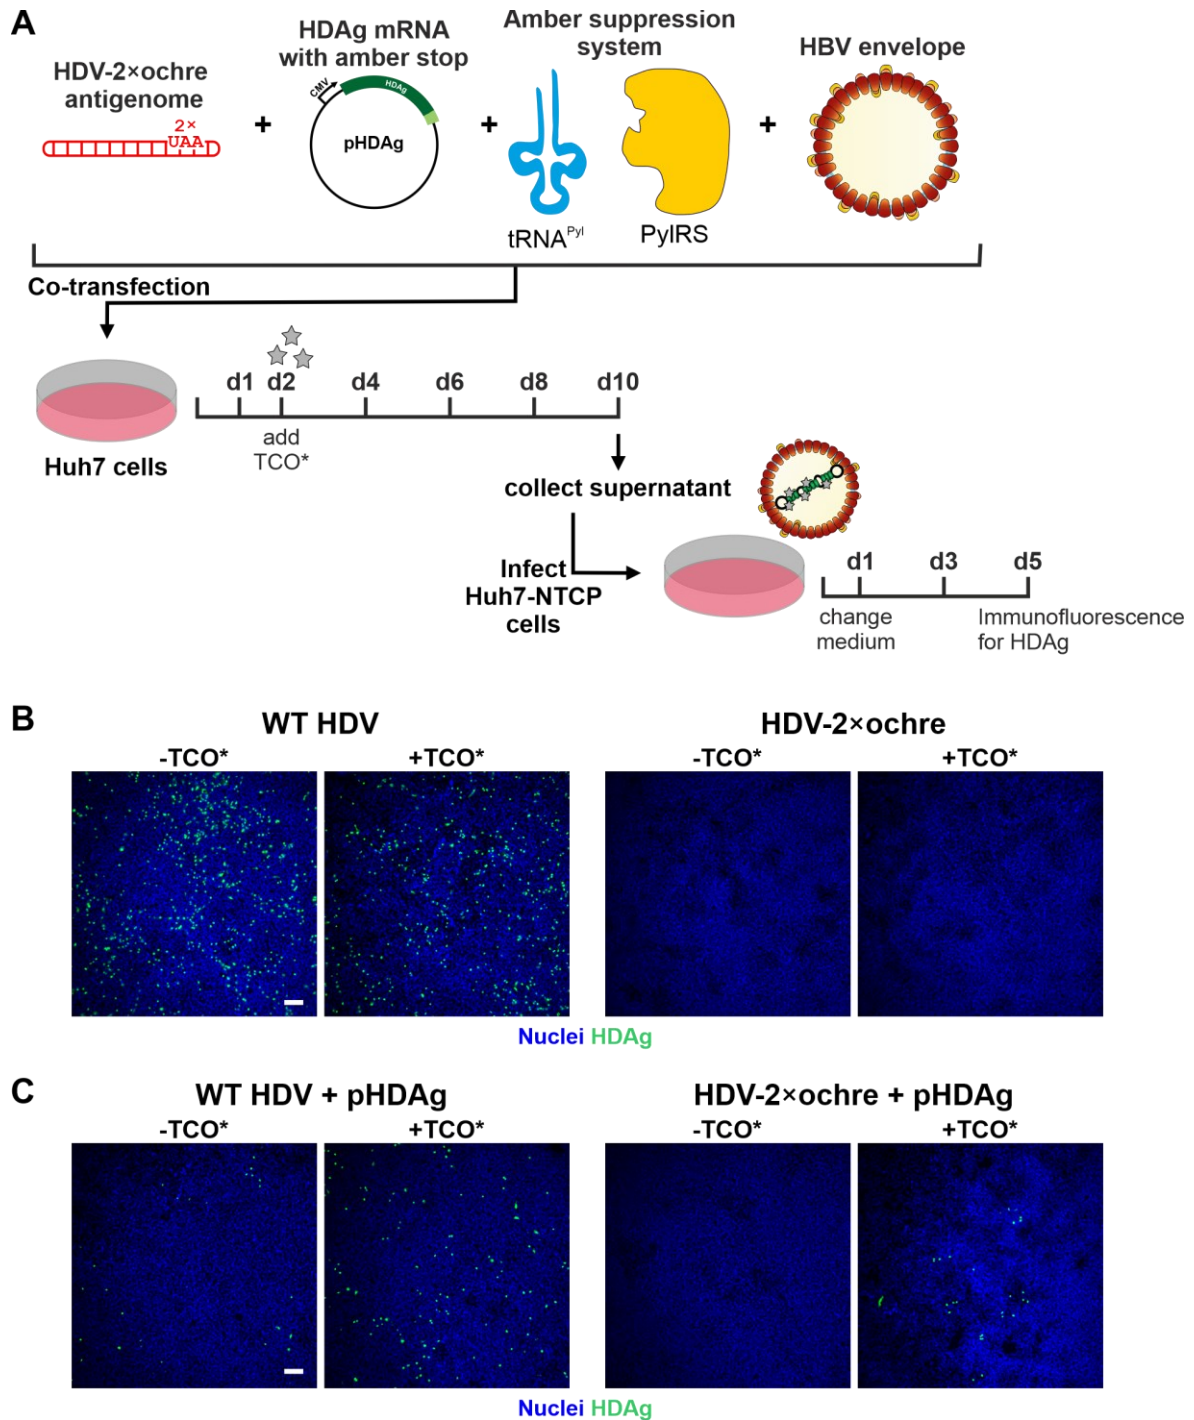 A
HDV-2×ochre
antigenome
2×
UAA
+
HDAg mRNA
with amber stop
CMV
HDAg
pHDAg
+
Amber suppression
system
tRNAPyl
PylRS
+
HBV envelope
Co-transfection
d1 d2 d4 d6 d8 d10
add
TCO*
Huh7 cells
collect supernatant
Infect
Huh7-NTCP
cells
d1 d3 d5
change
medium
Immunofluorescence
for HDAg
B
WT HDV HDV-2×ochre
-TCO* +TCO* -TCO* +TCO*
Nuclei HDAg
C
WT HDV + pHDAg HDV-2×ochre + pHDAg
-TCO* +TCO* -TCO* +TCO*
Nuclei HDAg